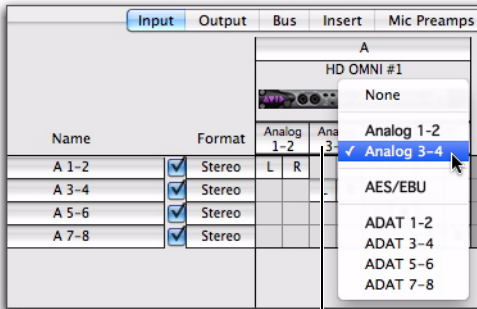 Input Output Bus Insert Mic Preamps
A
HD OMNI #1
AVID
None
Name Format Analog 1-2
Analog 1-2
✓ Analog 3-4
A 1-2 Stereo L R
A 3-4 Stereo
AES/EBU
A 5-6 Stereo
ADAT 1-2
A 7-8 Stereo
ADAT 3-4
ADAT 5-6
ADAT 7-8